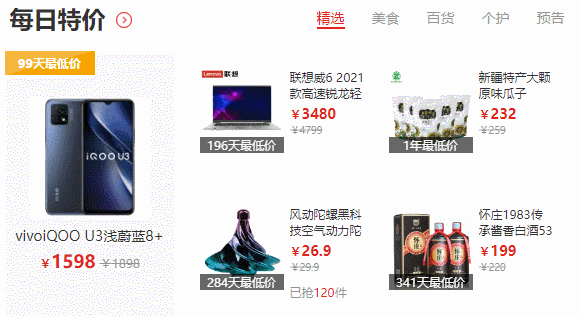 每日特价
精选 美食 百货 个护 预告
99天最低价
iQOO U3
vivoiQOO U3浅蔚蓝8+
￥1598 ￥1898
Lenovo 联想
196天最低价
联想威6 2021
款高速锐龙轻
￥3480
￥4799
1年最低价
新疆特产大颗
原味瓜子
￥232
￥259
284天最低价
风动陀螺黑科
技空气动力陀
￥26.9
￥29.9
已抢120件
怀庄
341天最低价
怀庄1983传
承酱香白酒53
￥199
￥220